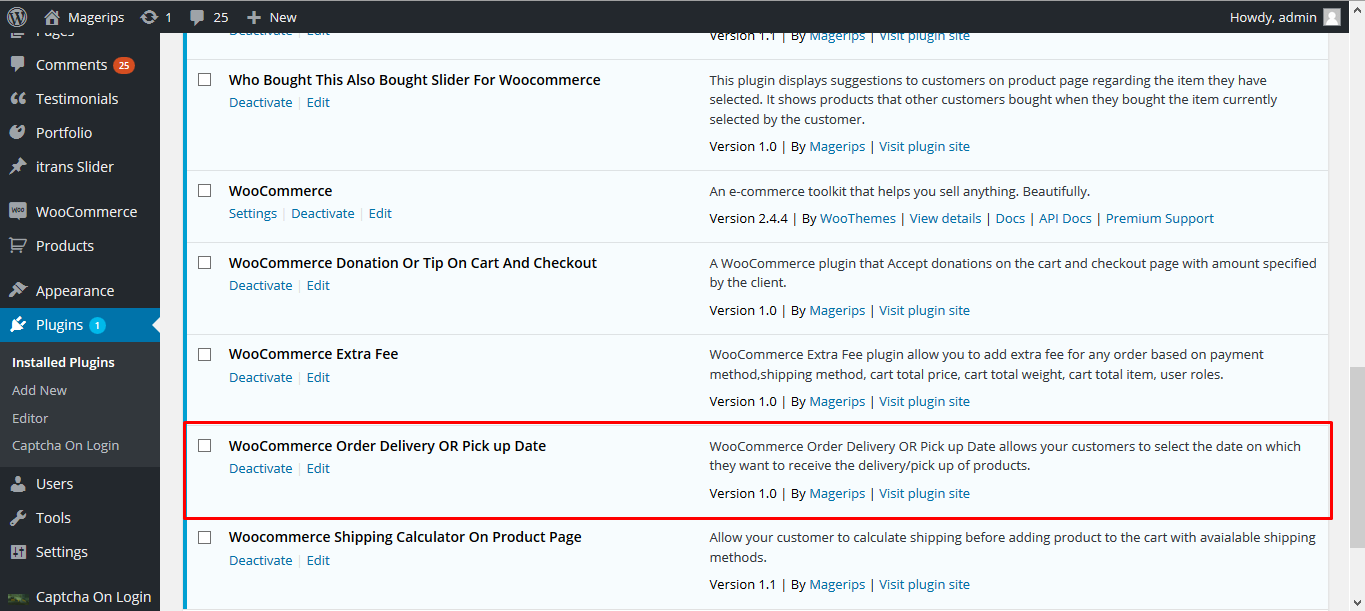 Magerips 1 25 New Howdy, admin
Pages
Comments 25
Testimonials
Portfolio
itrans Slider
WooCommerce
Products
Appearance
Plugins 1
Installed Plugins
Add New
Editor
Captcha On Login
Users
Tools
Settings
Captcha On Login
Deactivate | Edit
Version 1.1 | By Magerips | Visit plugin site
Who Bought This Also Bought Slider For Woocommerce
Deactivate | Edit
This plugin displays suggestions to customers on product page regarding the item they have
selected. It shows products that other customers bought when they bought the item currently
selected by the customer.
Version 1.0 | By Magerips | Visit plugin site
WooCommerce
Settings | Deactivate | Edit
An e-commerce toolkit that helps you sell anything. Beautifully.
Version 2.4.4 | By WooThemes | View details | Docs | API Docs | Premium Support
WooCommerce Donation Or Tip On Cart And Checkout
Deactivate | Edit
A WooCommerce plugin that Accept donations on the cart and checkout page with amount specified
by the client.
Version 1.0 | By Magerips | Visit plugin site
WooCommerce Extra Fee
Deactivate | Edit
WooCommerce Extra Fee plugin allow you to add extra fee for any order based on payment
method,shipping method, cart total price, cart total weight, cart total item, user roles.
Version 1.0 | By Magerips | Visit plugin site
WooCommerce Order Delivery OR Pick up Date
Deactivate | Edit
WooCommerce Order Delivery OR Pick up Date allows your customers to select the date on which
they want to receive the delivery/pick up of products.
Version 1.0 | By Magerips | Visit plugin site
Woocommerce Shipping Calculator On Product Page
Deactivate | Edit
Allow your customer to calculate shipping before adding product to the cart with avaialable shipping
methods.
Version 1.1 | By Magerips | Visit plugin site